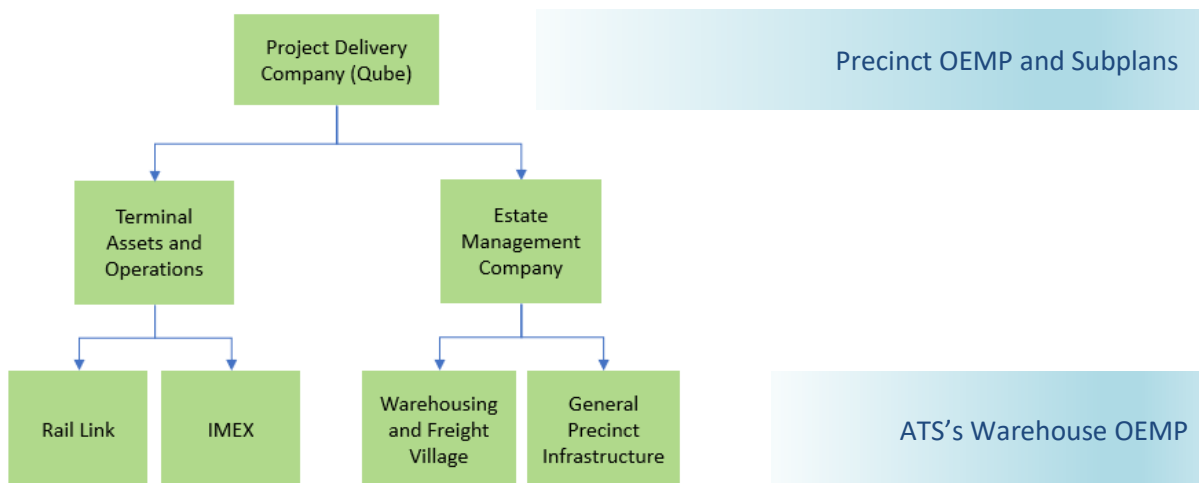 Project Delivery
Company (Qube)
Precinct OEMP and Subplans
Terminal
Assets and
Operations
Estate
Management
Company
Rail Link
IMEX
Warehousing
and Freight
Village
General
Precinct
Infrastructure
ATS’s Warehouse OEMP